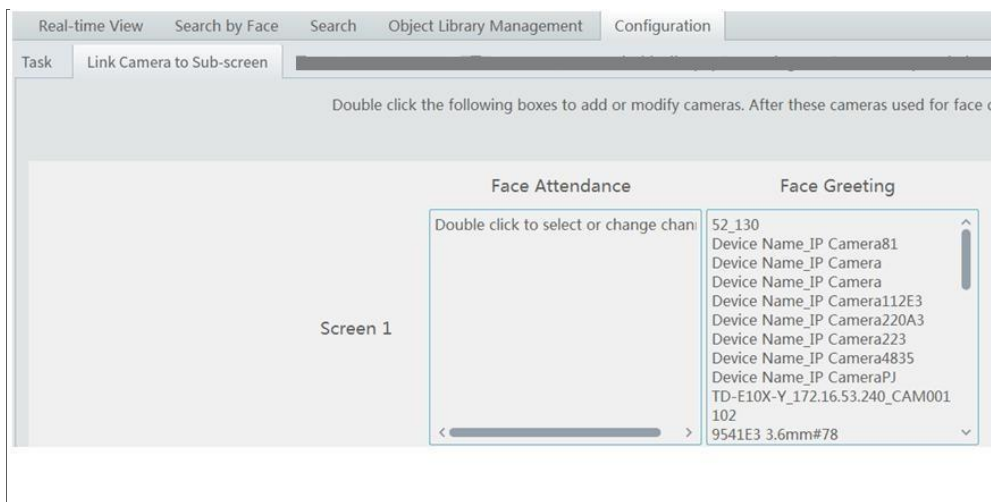 Real-time View Search by Face Search Object Library Management Configuration
Task Link Camera to Sub-screen
Double click the following boxes to add or modify cameras. After these cameras used for face
Face Attendance Face Greeting
Double click to select or change
52_130
Device Name_IP Camera81
Device Name_IP Camera
Device Name_IP Camera
Device Name_IP Camera112E3
Device Name_IP Camera220A3
Device Name_IP Camera223
Device Name_IP Camera4835
Device Name_IP CameraPJ
TD-E10X-Y_172.16.53.240_CAM001
102
9541E3 3.6mm#78
Screen 1